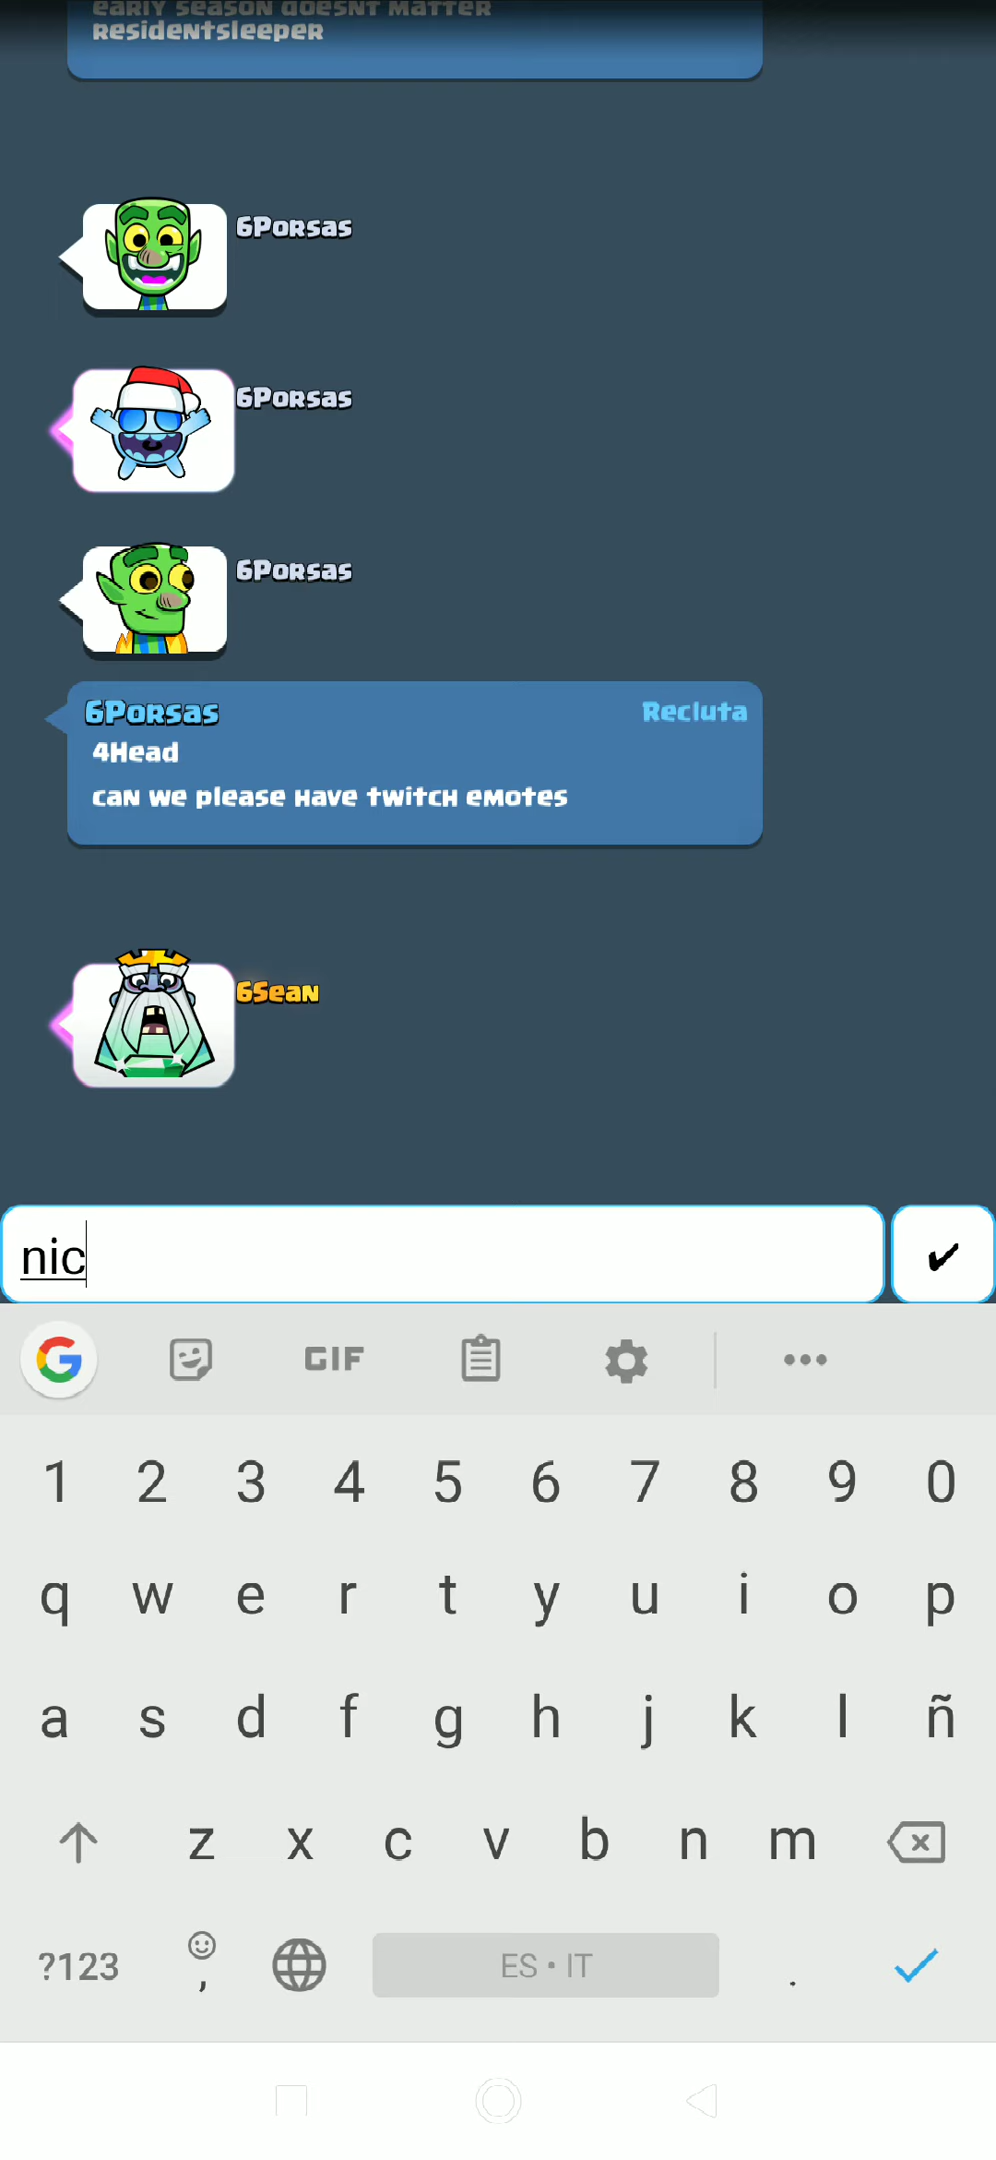 early season doesnt matter
residentsleeper
6Porsas
6Porsas
6Porsas
6Porsas Recluta
4Head
can we please have twitch emotes
6Sean
nic
GIF
1 2 3 4 5 6 7 8 9 0
q w e r t y u i o p
a s d f g h j k l ñ
z x c v b n m
?123 , ES • IT .